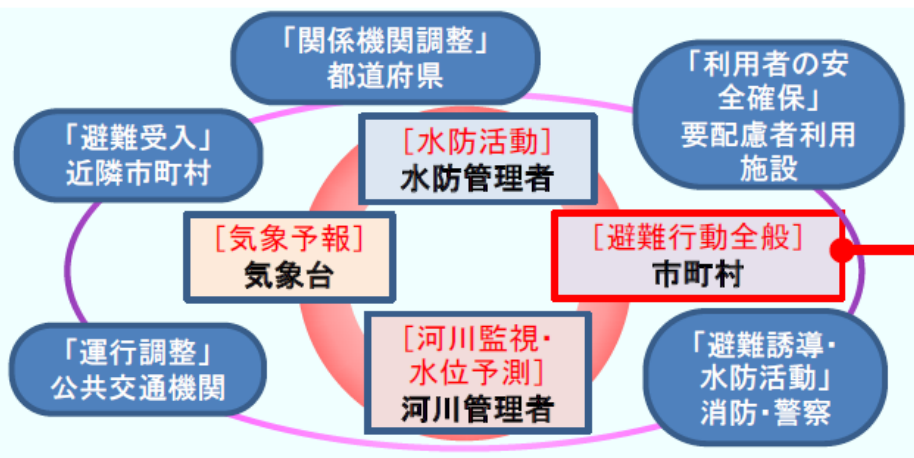 「関係機関調整」
都道府県
「利用者の安
全確保」
要配慮者利用
施設
「避難受入」
近隣市町村
[水防活動]
水防管理者
[気象予報]
気象台
[避難行動全般]
市町村
[河川監視・
水位予測]
河川管理者
「運行調整」
公共交通機関
「避難誘導・
水防活動」
消防・警察